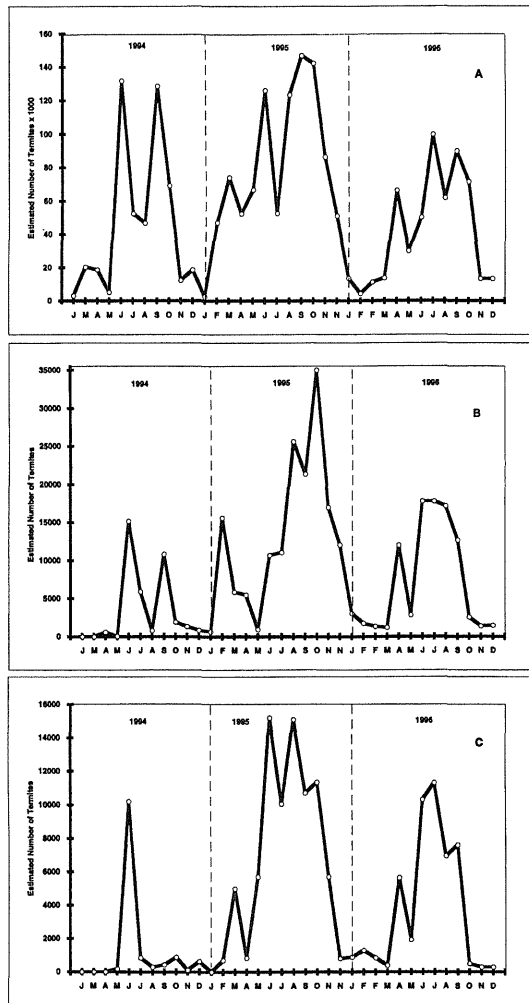 1994 1995 1996
A
160
140
120
100
80
60
40
20
0
Estimated Number of Termites x 1000
J M A M J J A S O N D J F M A M J J A S O N N J F F M A M J J A S O N D
1994 1995 1996
B
35000
30000
25000
20000
15000
10000
5000
0
Estimated Number of Termites
J M A M J J A S O N D J F M A M J J A S O N N J F F M A M J J A S O N D
1994 1995 1996
C
16000
14000
12000
10000
8000
6000
4000
2000
0
Estimated Number of Termites
J M A M J J A S O N D J F M A M J J A S O N N J F F M A M J J A S O N D